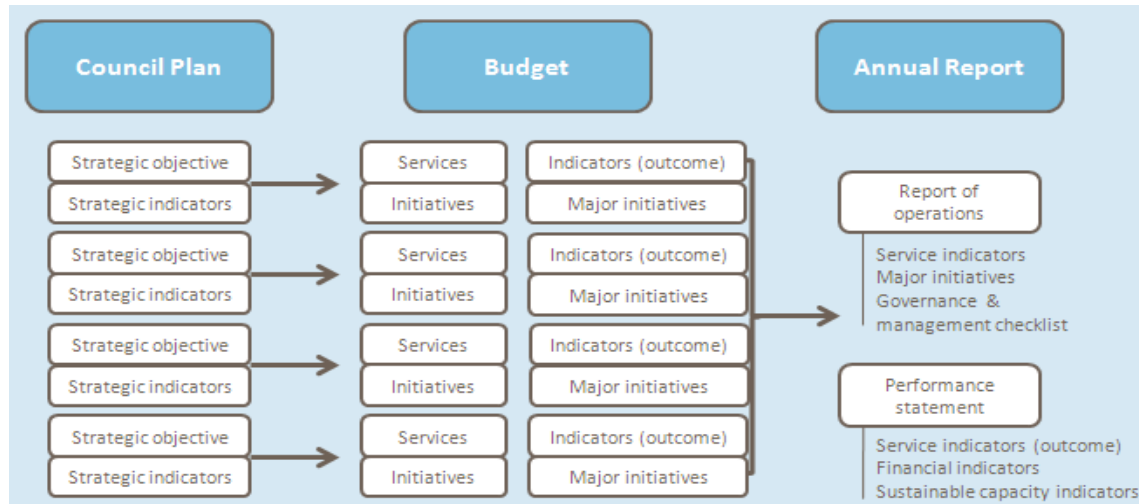 Council Plan
Budget
Annual Report
Strategic objective
Strategic indicators
Services
Initiatives
Indicators (outcome)
Major initiatives
Strategic objective
Strategic indicators
Services
Initiatives
Indicators (outcome)
Major initiatives
Strategic objective
Strategic indicators
Services
Initiatives
Indicators (outcome)
Major initiatives
Strategic objective
Strategic indicators
Services
Initiatives
Indicators (outcome)
Major initiatives
Report of
operations
Service indicators
Major initiatives
Governance &
management checklist
Performance
statement
Service indicators (outcome)
Financial indicators
Sustainable capacity indicators